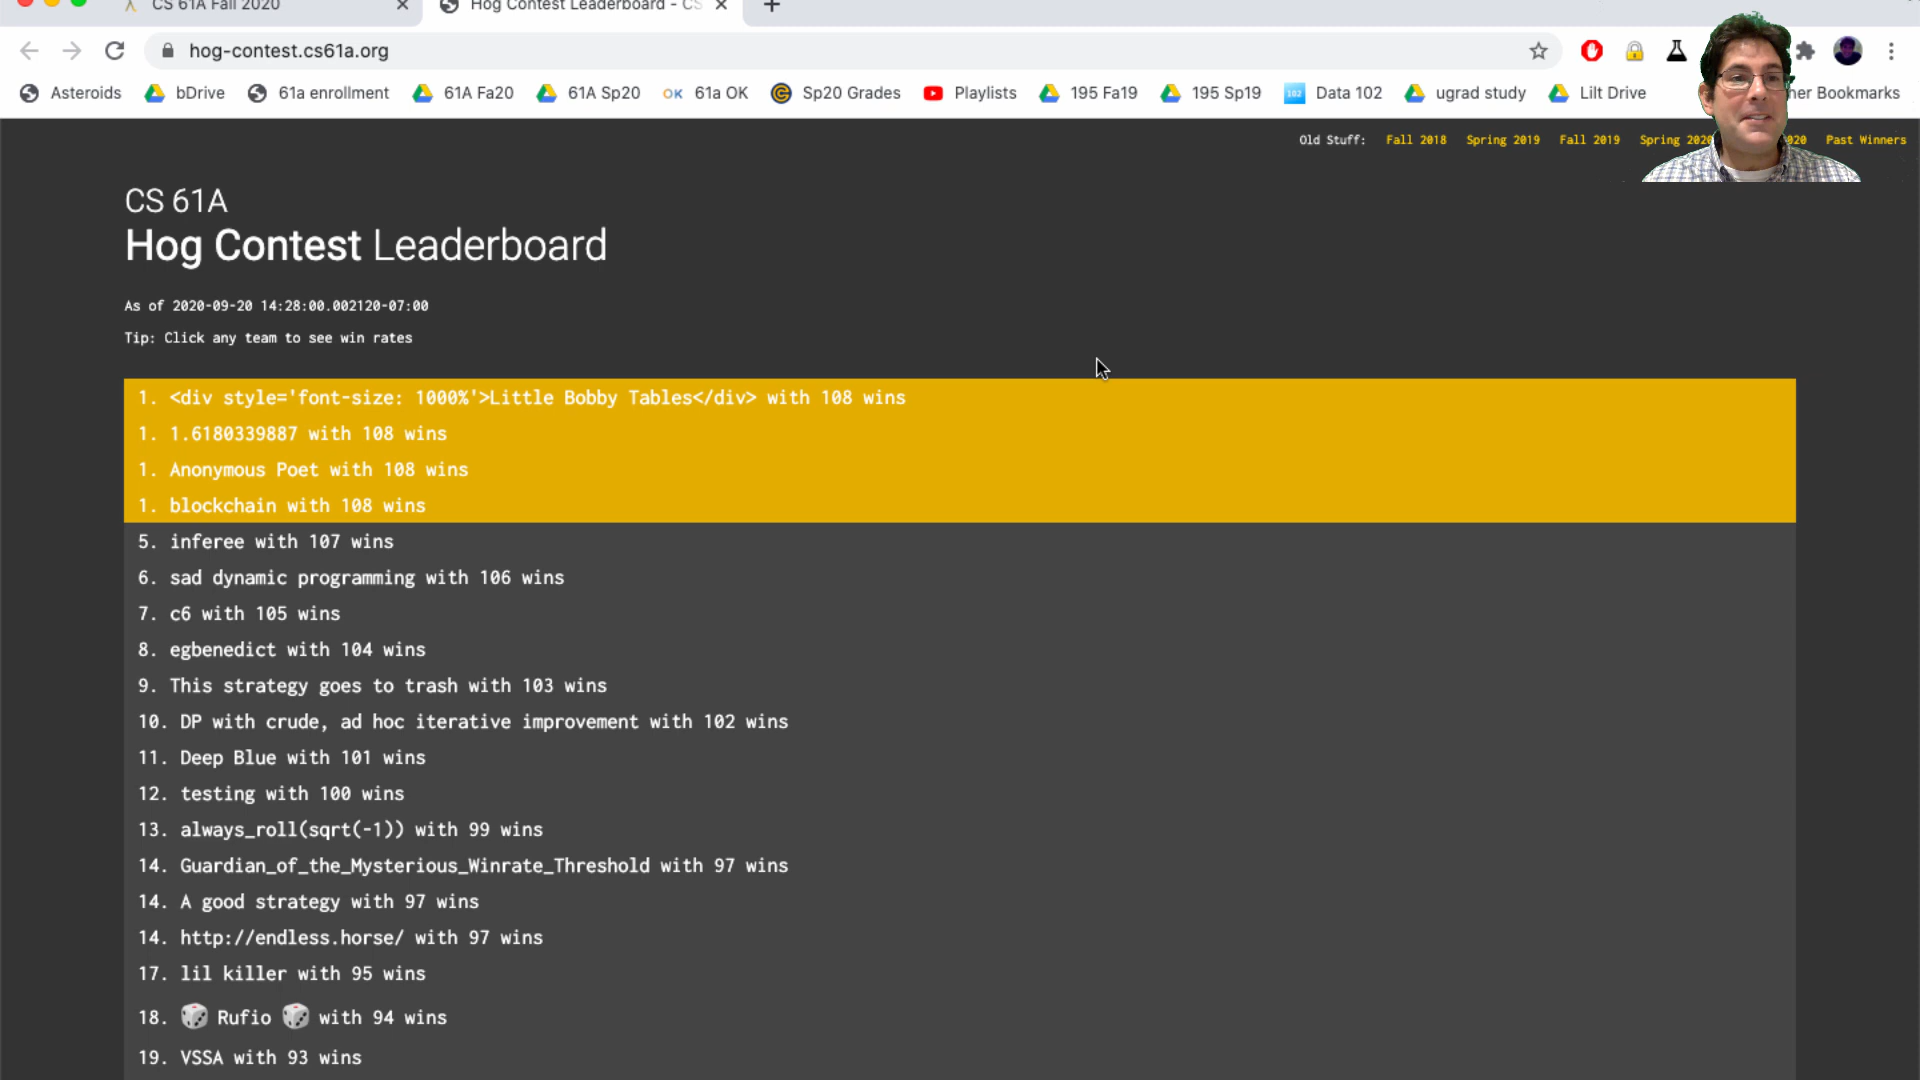 CS 61A Fall 2020
Hog Contest Leaderboard - CS
hog-contest.cs61a.org
Asteroids bDrive 61a enrollment 61A Fa20 61A Sp20 OK 61a OK Sp20 Grades Playlists 195 Fa19 195 Sp19 102 Data 102 ugrad study Lilt Drive Bookmarks
Old Stuff: Fall 2018 Spring 2019 Fall 2019 Spring 2020 Past Winners
CS 61A
Hog Contest Leaderboard
As of 2020-09-20 14:28:00.002120-07:00
Tip: Click any team to see win rates
1. <div style='font-size: 1000%'>Little Bobby Tables</div> with 108 wins
1. 1.6180339887 with 108 wins
1. Anonymous Poet with 108 wins
1. blockchain with 108 wins
5. inferee with 107 wins
6. sad dynamic programming with 106 wins
7. c6 with 105 wins
8. egbenedict with 104 wins
9. This strategy goes to trash with 103 wins
10. DP with crude, ad hoc iterative improvement with 102 wins
11. Deep Blue with 101 wins
12. testing with 100 wins
13. always_roll(sqrt(-1)) with 99 wins
14. Guardian_of_the_Mysterious_Winrate_Threshold with 97 wins
14. A good strategy with 97 wins
14. http://endless.horse/ with 97 wins
17. lil killer with 95 wins
18. 🎲 Rufio 🎲 with 94 wins
19. VSSA with 93 wins